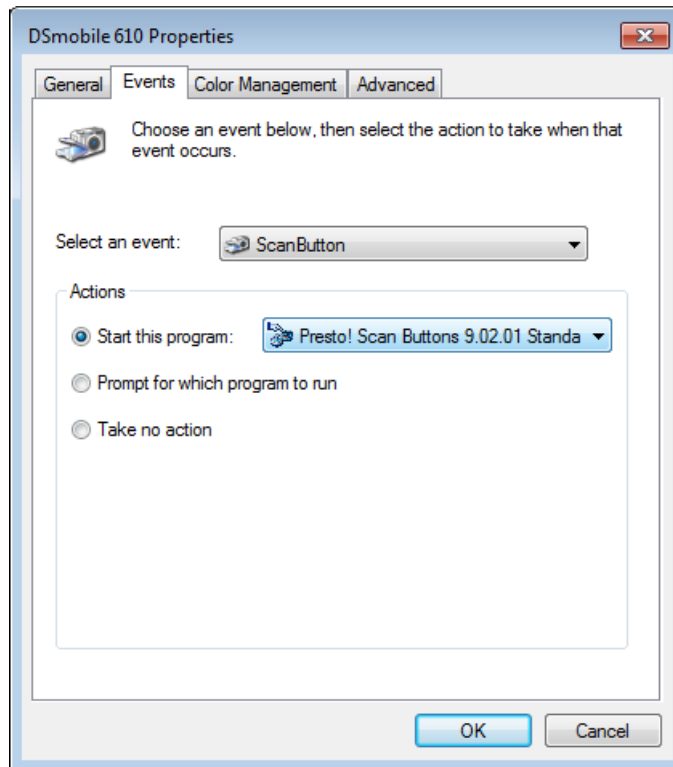 DSmobile 610 Properties
General Events Color Management Advanced
Choose an event below, then select the action to take when that
event occurs.
Select an event: ScanButton
Actions
Start this program: Presto! Scan Buttons 9.02.01 Standa
Prompt for which program to run
Take no action
OK Cancel